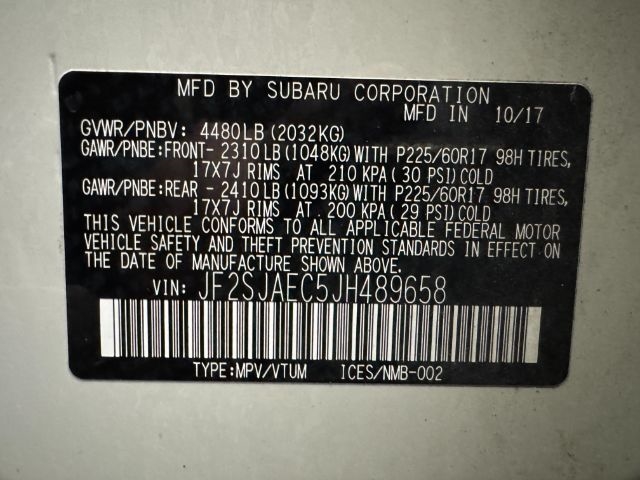 MFD BY SUBARU CORPORATION
MFD IN 10/17
GVWR/PNBV: 4480LB(2032KG)
GAWR/PNBE:FRONT- 2310LB(1048KG)WITH P225/60R17 98H TIRES,
17X7J RIMS AT 210 KPA(30 PSI)COLD
GAWR/PNBE:REAR - 2410LB(1093KG)WITH P225/60R17 98H TIRES,
17X7J RIMS AT 200 KPA(29 PSI)COLD
THIS VEHICLE CONFORMS TO ALL APPLICABLE FEDERAL MOTOR
VEHICLE SAFETY AND THEFT PREVENTION STANDARDS IN EFFECT ON
THE DATE OF MANUFACTURE SHOWN ABOVE.
VIN: JF2SJAEC5JH489658
TYPE:MPV/VTUM ICES/NMB-002